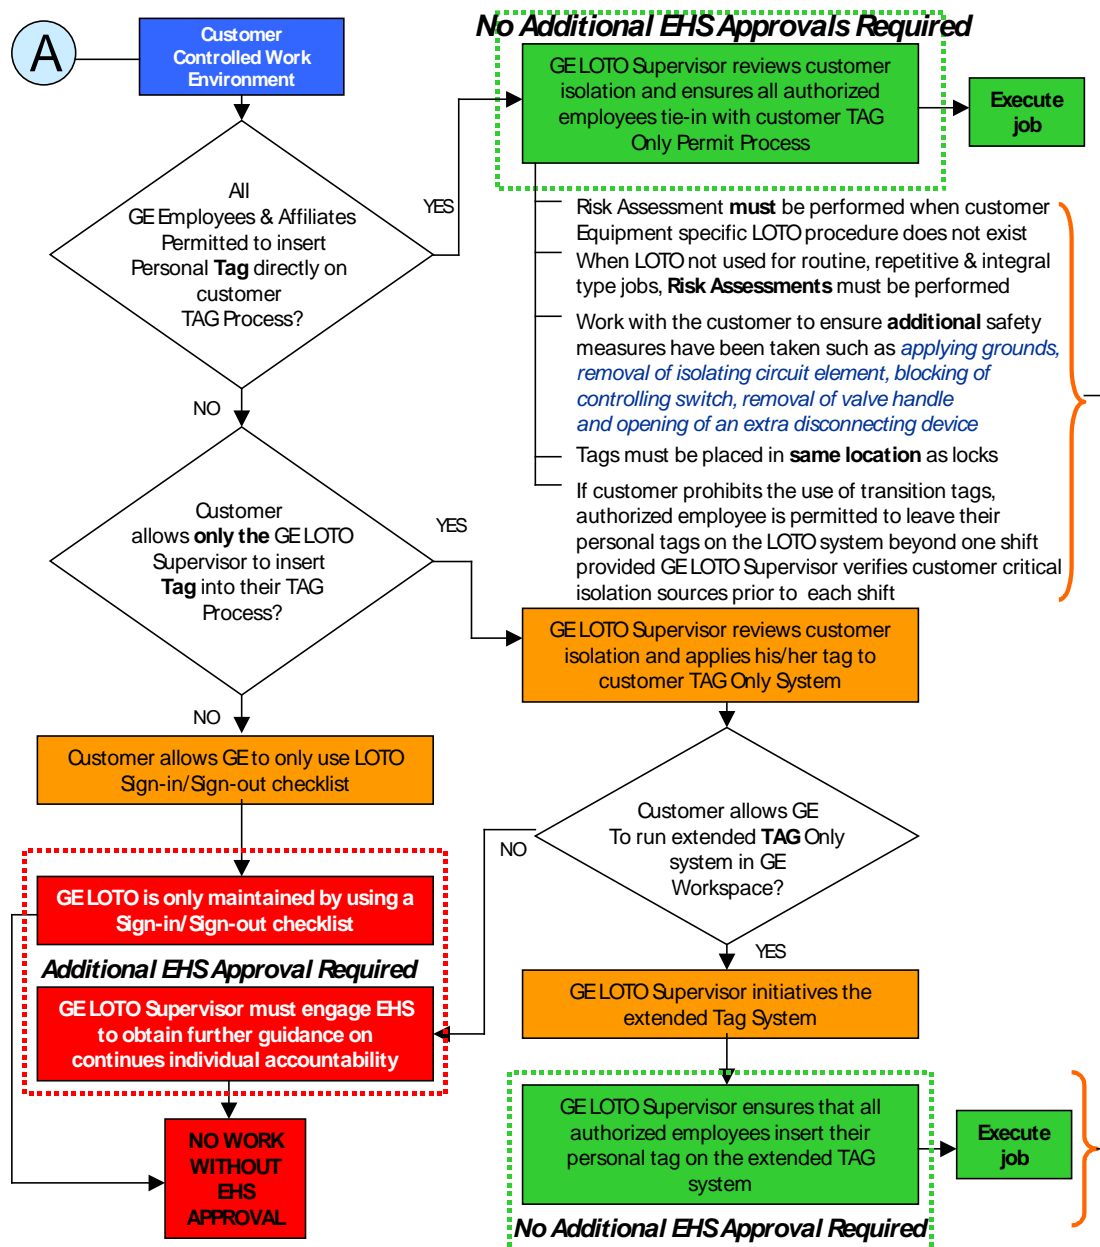 A
Customer
Controlled Work
Environment
No Additional EHS Approvals Required
GE LOTO Supervisor reviews customer
isolation and ensures all authorized
employees tie-in with customer TAG
Only Permit Process
Execute
job
All
GE Employees & Affiliates
Permitted to insert
Personal Tag directly on
customer
TAG Process?
YES
NO
Risk Assessment must be performed when customer
Equipment specific LOTO procedure does not exist
When LOTO not used for routine, repetitive & integral
type jobs, Risk Assessments must be performed
Work with the customer to ensure additional safety
measures have been taken such as applying grounds,
removal of isolating circuit element, blocking of
controlling switch, removal of valve handle
and opening of an extra disconnecting device
Tags must be placed in same location as locks
If customer prohibits the use of transition tags,
authorized employee is permitted to leave their
personal tags on the LOTO system beyond one shift
provided GE LOTO Supervisor verifies customer critical
isolation sources prior to each shift
Customer
allows only the GE LOTO
Supervisor to insert
Tag into their TAG
Process?
YES
NO
GE LOTO Supervisor reviews customer
isolation and applies his/her tag to
customer TAG Only System
Customer allows GE to only use LOTO
Sign-in/Sign-out checklist
Customer allows GE
To run extended TAG Only
system in GE
Workspace?
NO
YES
GE LOTO is only maintained by using a
Sign-in/Sign-out checklist
Additional EHS Approval Required
GE LOTO Supervisor must engage EHS
to obtain further guidance on
continues individual accountability
GE LOTO Supervisor initiatives the
extended Tag System
NO WORK
WITHOUT
EHS
APPROVAL
GE LOTO Supervisor ensures that all
authorized employees insert their
personal tag on the extended TAG
system
Execute
job
No Additional EHS Approval Required